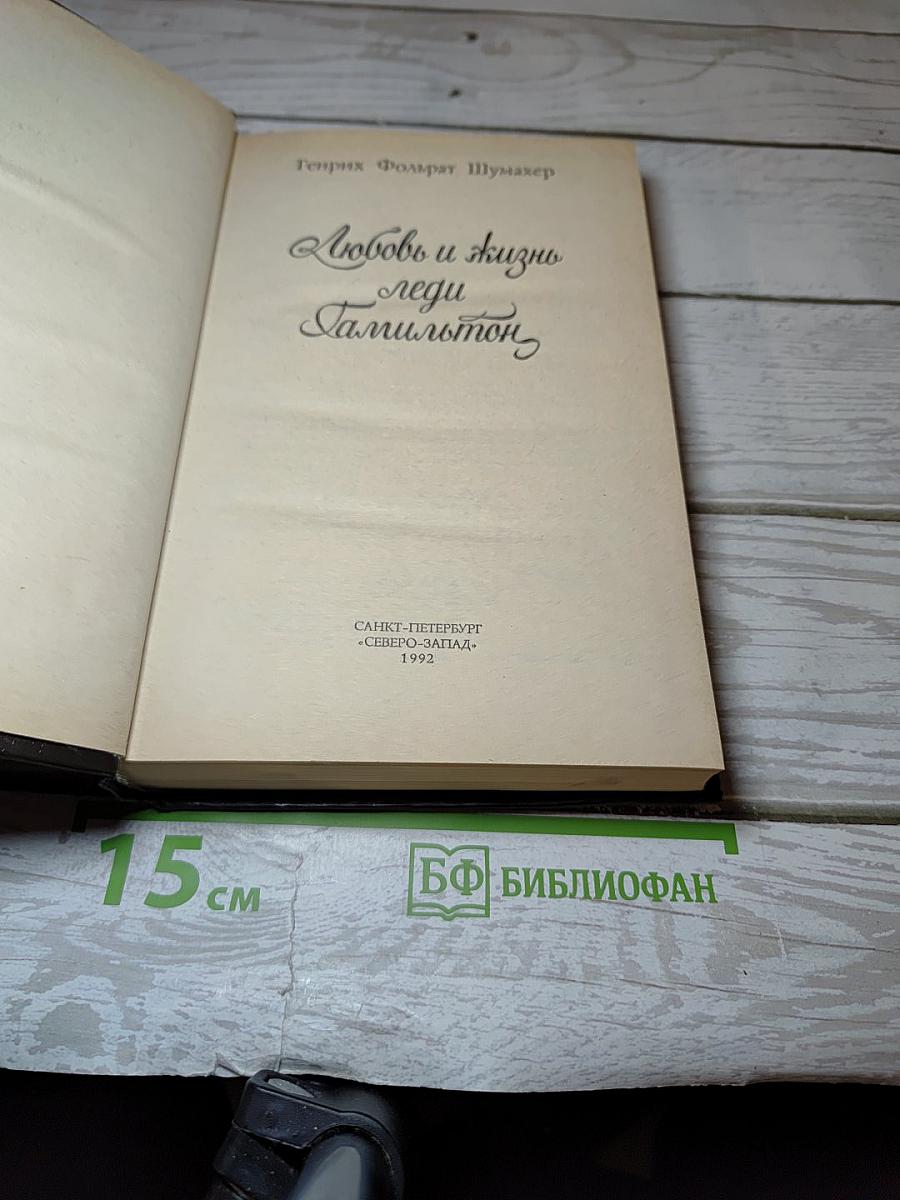 Генрих Фольрат Шумахер
Любовь и жизнь
леди
Гамильтон
САНКТ-ПЕТЕРБУРГ
«СЕВЕРО-ЗАПАД»
1992
15 см
БФ БИБЛИОФАН